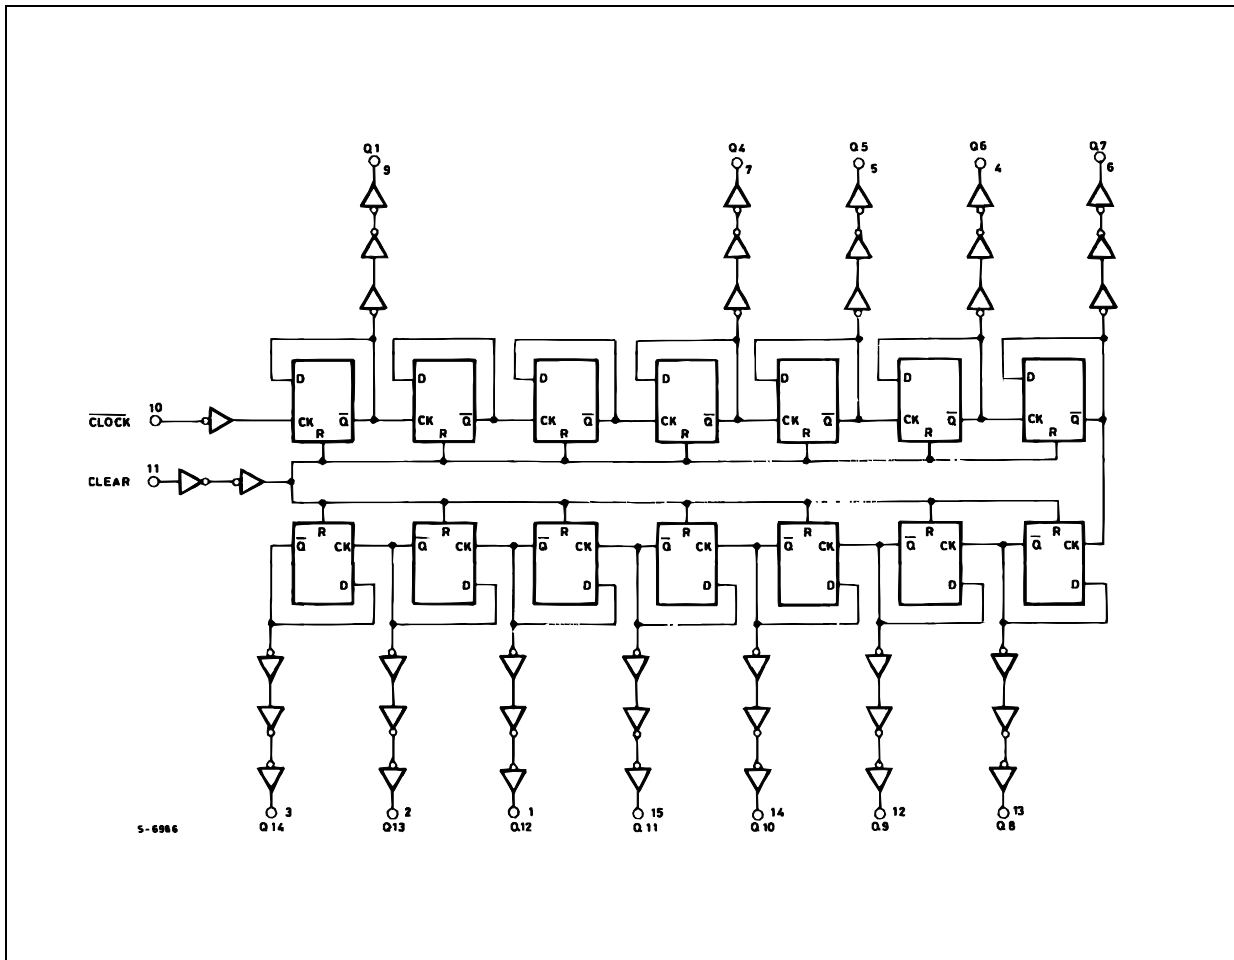 Q1 Q4 Q5 Q6 Q7
9 7 5 4 6
D D D D D D D
CLOCK 10 CK Q CK Q CK Q CK Q CK Q CK Q CK Q
R R R R R R R
CLEAR 11
R R R R R R R
Q CK Q CK Q CK Q CK Q CK Q CK Q CK
D D D D D D D
3 2 1 15 14 12 13
S-6986 Q14 Q13 Q12 Q11 Q10 Q9 Q8